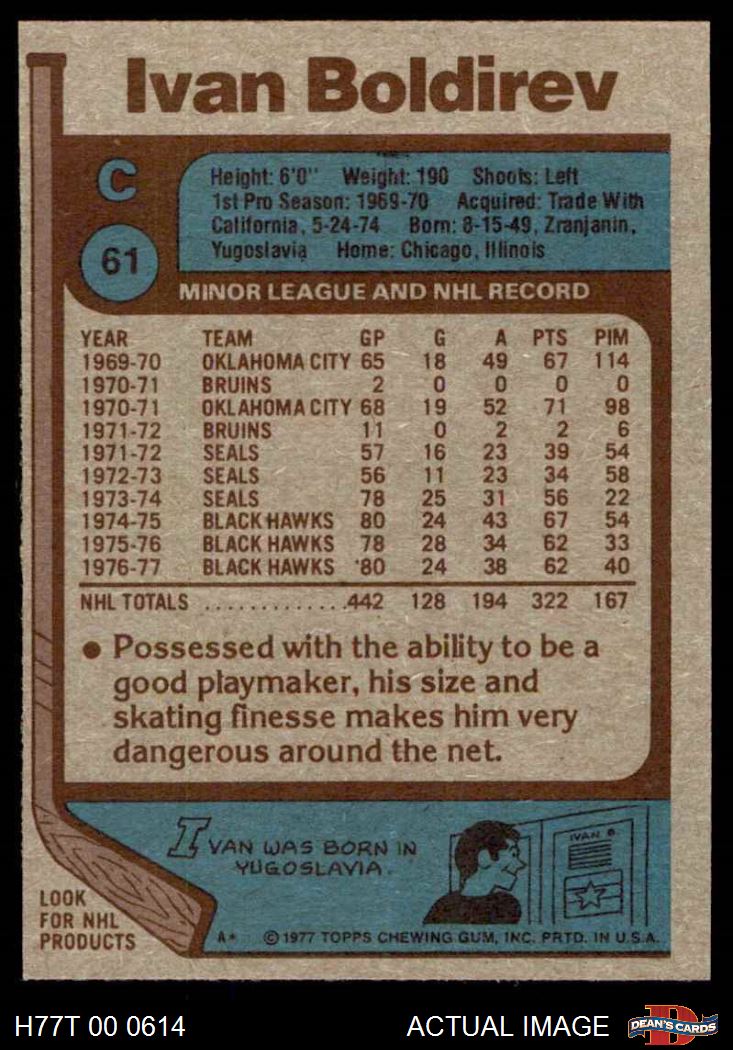 Ivan Boldirev
C
61
Height: 6'0" Weight: 190 Shoots: Left
1st Pro Season: 1969-70 Acquired: Trade With
California, 5-24-74 Born: 8-15-49, Zranjanin,
Yugoslavia Home: Chicago, Illinois
MINOR LEAGUE AND NHL RECORD
YEAR TEAM GP G A PTS PIM
1969-70 OKLAHOMA CITY 65 18 49 67 114
1970-71 BRUINS 2 0 0 0 0
1970-71 OKLAHOMA CITY 68 19 52 71 98
1971-72 BRUINS 11 0 2 2 6
1971-72 SEALS 57 16 23 39 54
1972-73 SEALS 56 11 23 34 58
1973-74 SEALS 78 25 31 56 22
1974-75 BLACK HAWKS 80 24 43 67 54
1975-76 BLACK HAWKS 78 28 34 62 33
1976-77 BLACK HAWKS 80 24 38 62 40
NHL TOTALS ..............442 128 194 322 167
• Possessed with the ability to be a
good playmaker, his size and
skating finesse makes him very
dangerous around the net.
IVAN WAS BORN IN
YUGOSLAVIA.
IVAN B.
LOOK
FOR NHL
PRODUCTS
A* © 1977 TOPPS CHEWING GUM, INC. PRTD. IN U.S.A.
H77T 00 0614 ACTUAL IMAGE
D
DEAN'S CARDS